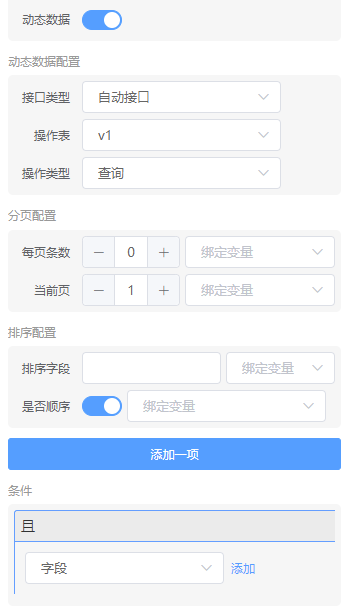 动态数据
动态数据配置
接口类型 自动接口
操作表 v1
操作类型 查询
分页配置
每页条数 − 0 + 绑定变量
当前页 − 1 + 绑定变量
排序配置
排序字段 绑定变量
是否顺序 绑定变量
添加一项
条件
且
字段 添加